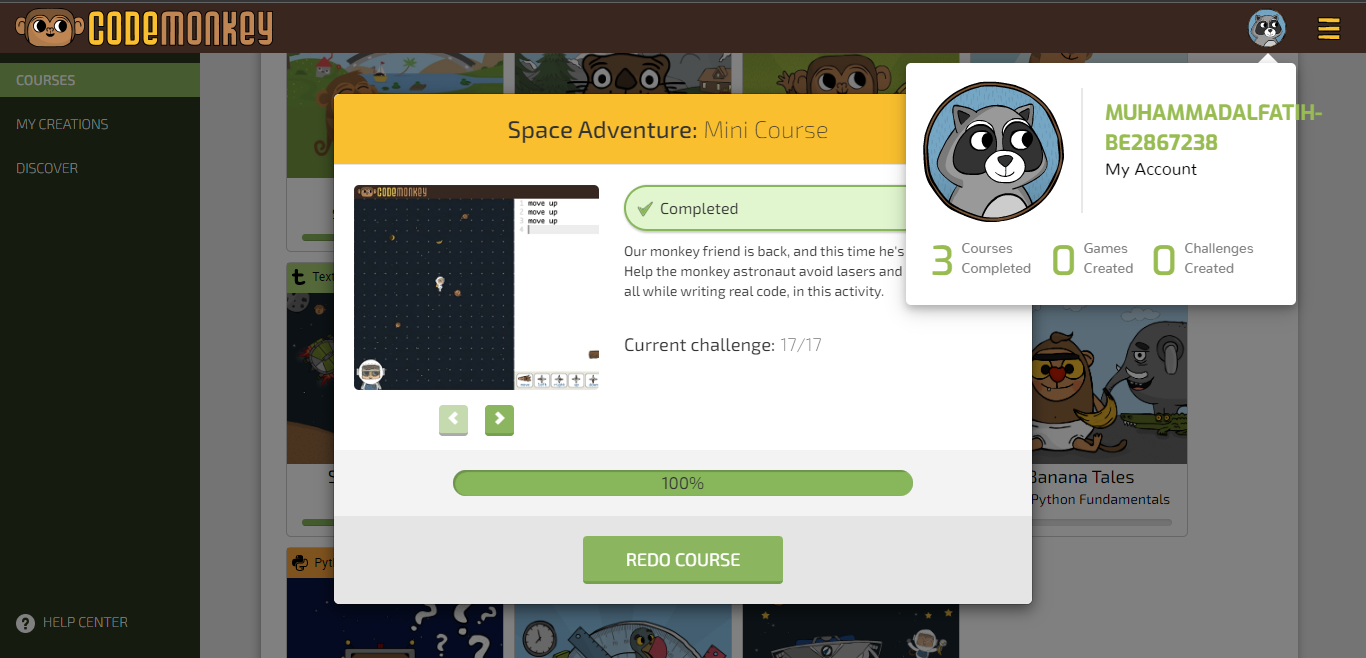 CODEMONKEY
COURSES
MY CREATIONS
DISCOVER
HELP CENTER
Space Adventure: Mini Course
CODEMONKEY
1 move up
2 move up
3 move up
4
Completed
Our monkey friend is back, and this time he's
Help the monkey astronaut avoid lasers and
all while writing real code, in this activity.
Current challenge: 17/17
100%
REDO COURSE
MUHAMMADALFATIH-
BE2867238
My Account
3 Courses
Completed
0 Games
Created
0 Challenges
Created
t Text
S
Banana Tales
Python Fundamentals
Pyth